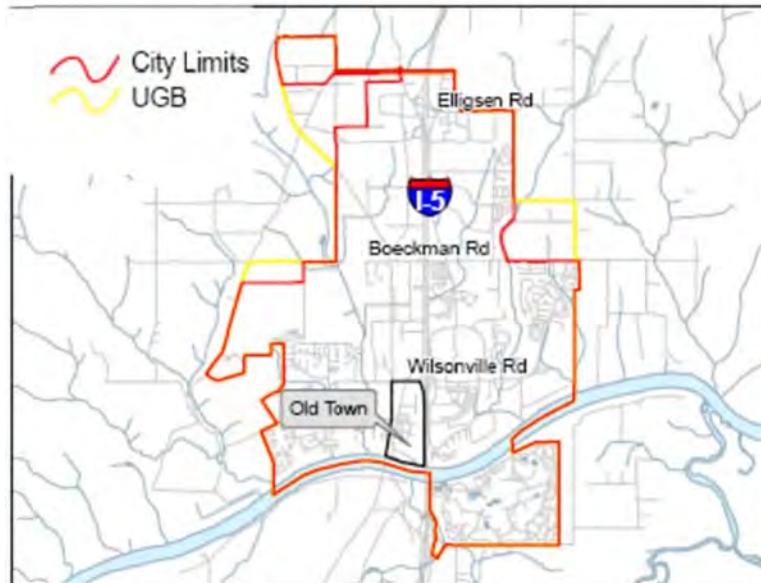 City Limits
UGB
Elligsen Rd
I-5
Boeckman Rd
Wilsonville Rd
Old Town